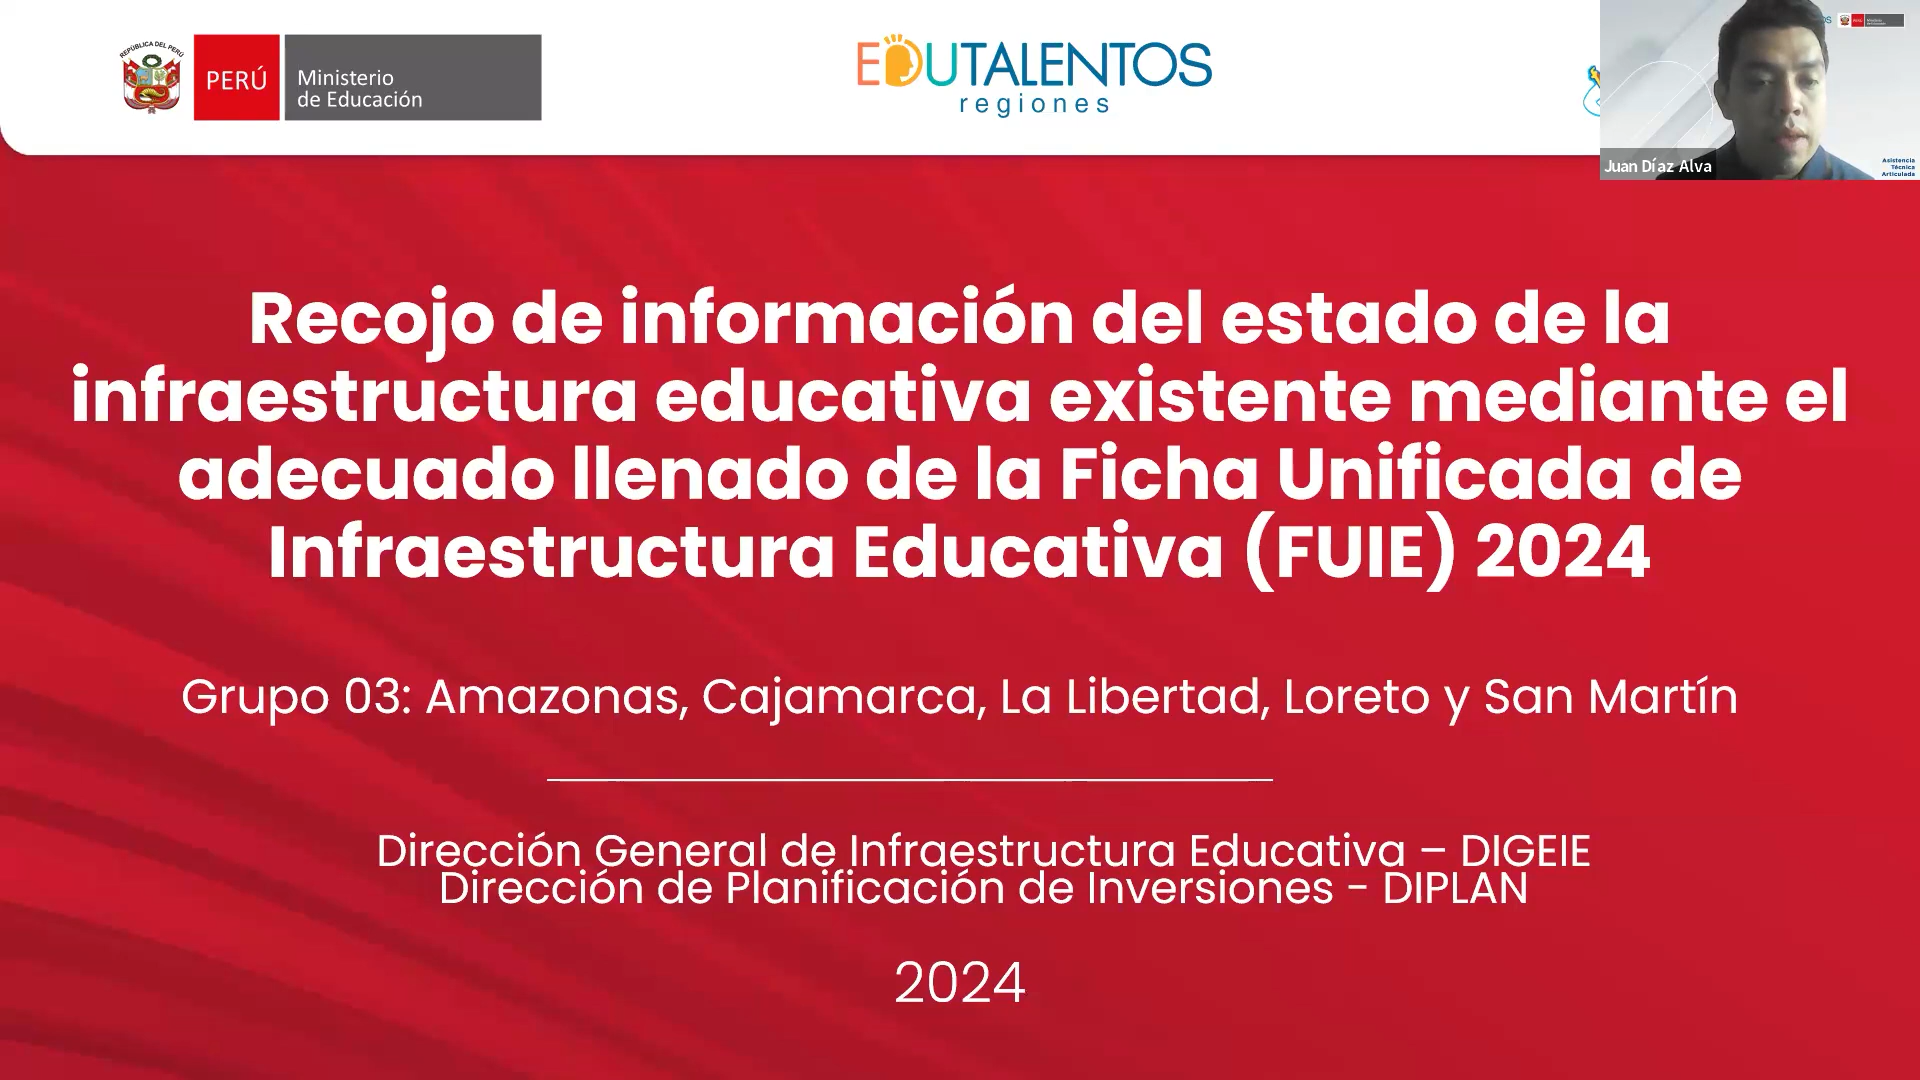 REPÚBLICA DEL PERÚ
PERÚ
Ministerio
de Educación
EDUTALENTOS
regiones
Juan Díaz Alva
Asistencia
Técnica
Articulada
Recojo de información del estado de la
infraestructura educativa existente mediante el
adecuado llenado de la Ficha Unificada de
Infraestructura Educativa (FUIE) 2024
Grupo 03: Amazonas, Cajamarca, La Libertad, Loreto y San Martín
Dirección General de Infraestructura Educativa – DIGEIE
Dirección de Planificación de Inversiones - DIPLAN
2024